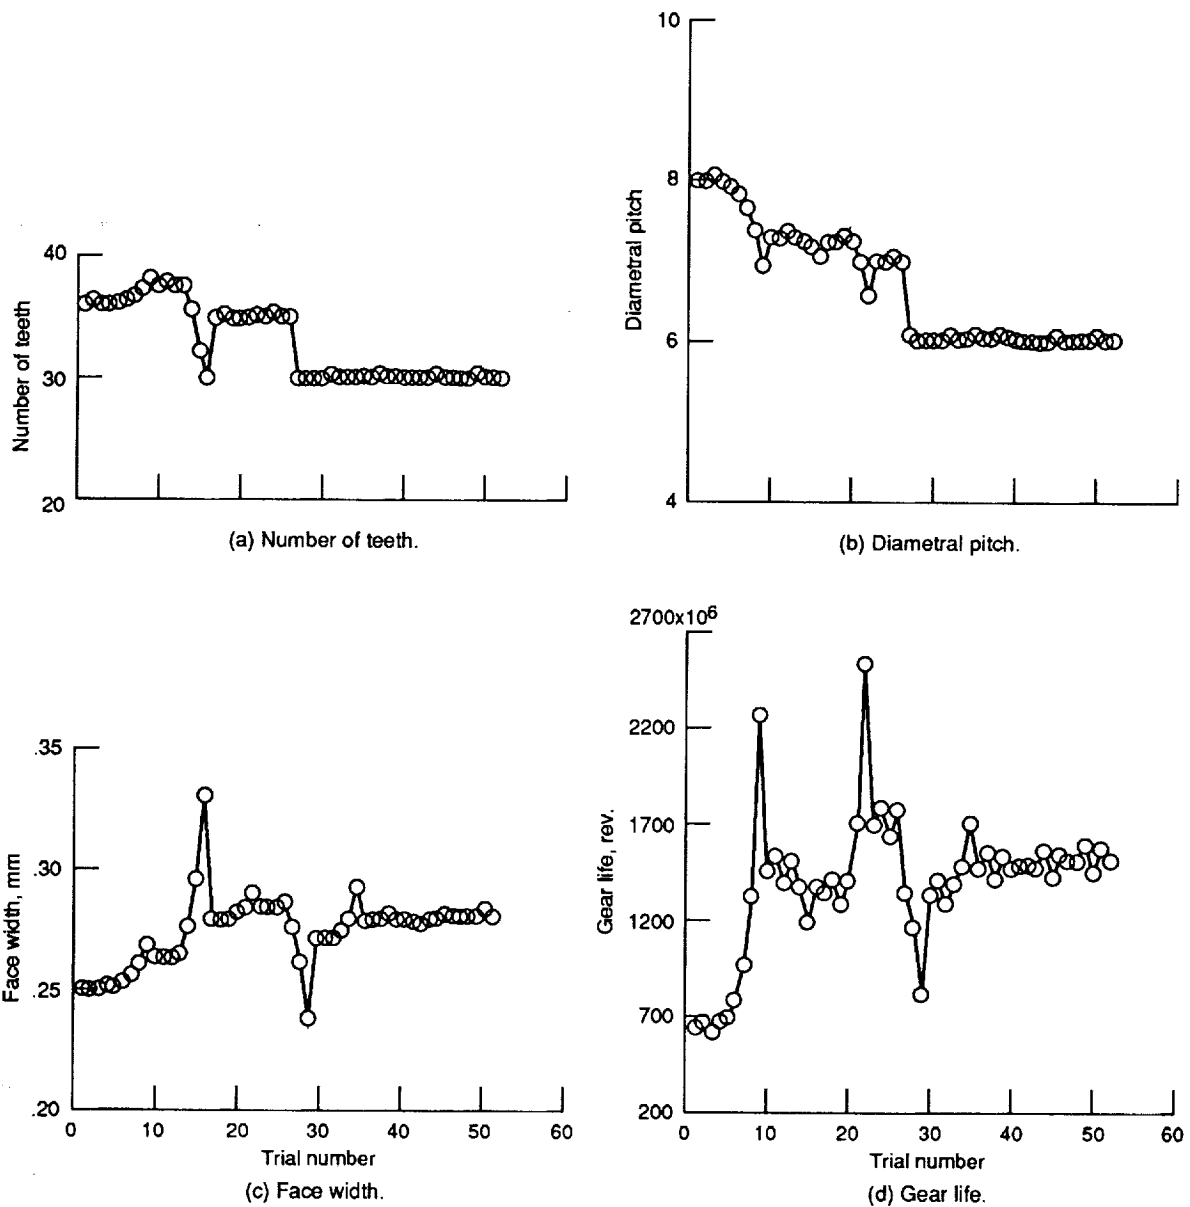 10
8
6
4
Diametral pitch
(b) Diametral pitch.
40
30
20
Number of teeth
(a) Number of teeth.
.35
.30
.25
.20
Face width, mm
0 10 20 30 40 50 60
Trial number
(c) Face width.
2700x10⁶
2200
1700
1200
700
200
Gear life, rev.
0 10 20 30 40 50 60
Trial number
(d) Gear life.